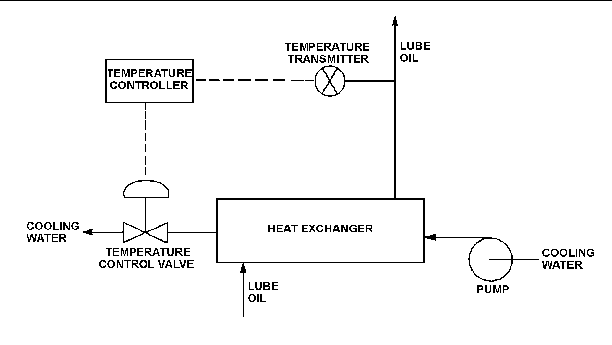 TEMPERATURE
TRANSMITTER
LUBE
OIL
TEMPERATURE
CONTROLLER
COOLING
WATER
HEAT EXCHANGER
TEMPERATURE
CONTROL VALVE
COOLING
WATER
PUMP
LUBE
OIL